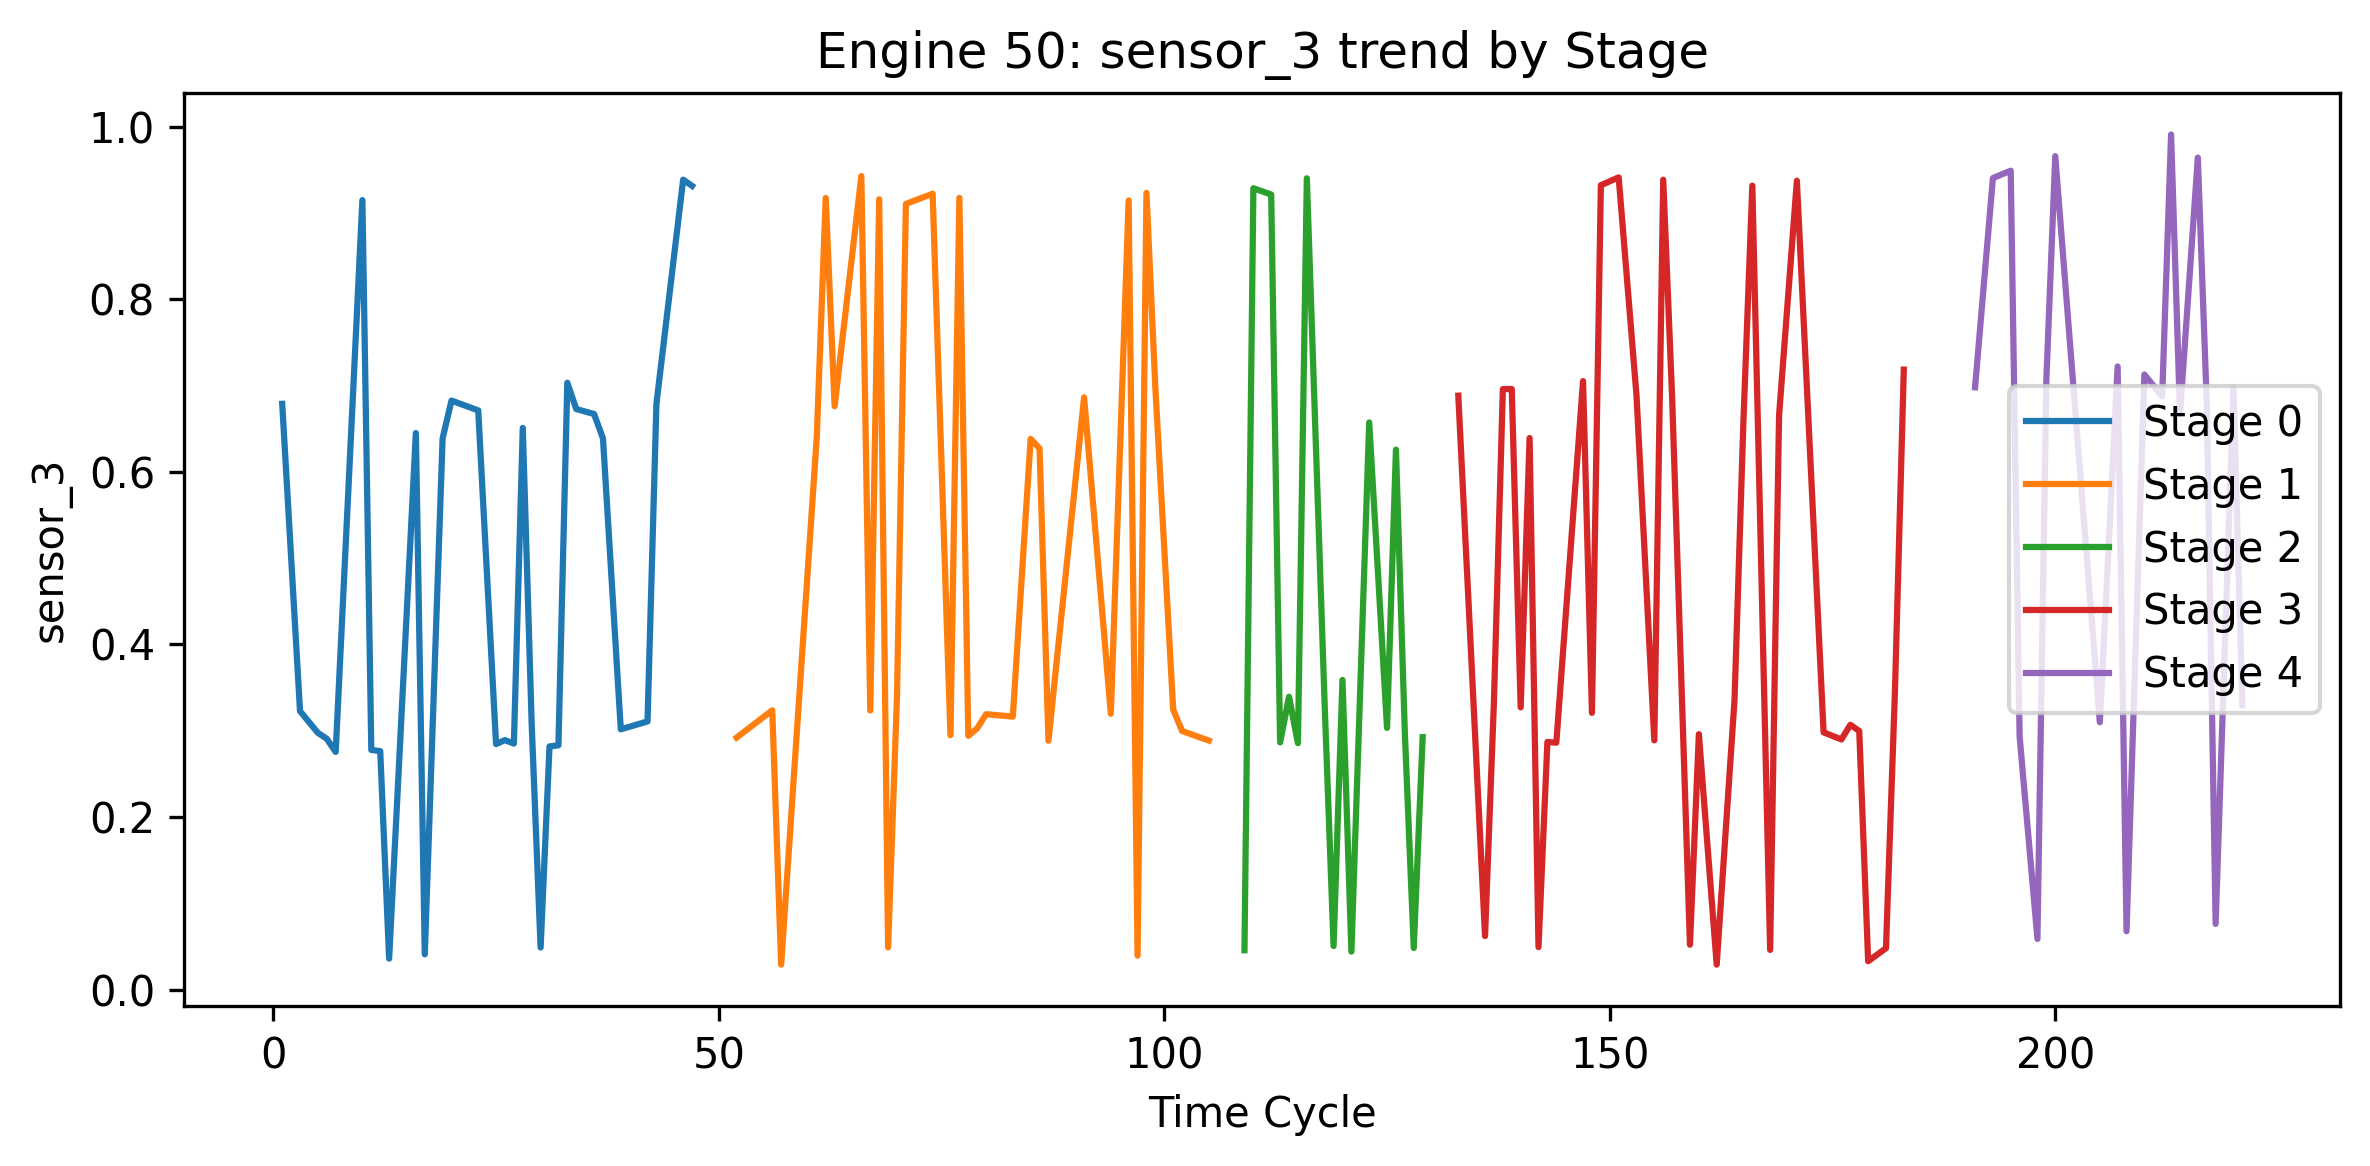 Engine 50: sensor_3 trend by Stage
1.0
0.8
0.6
0.4
0.2
0.0
sensor_3
0 50 100 150 200
Time Cycle
Stage 0
Stage 1
Stage 2
Stage 3
Stage 4